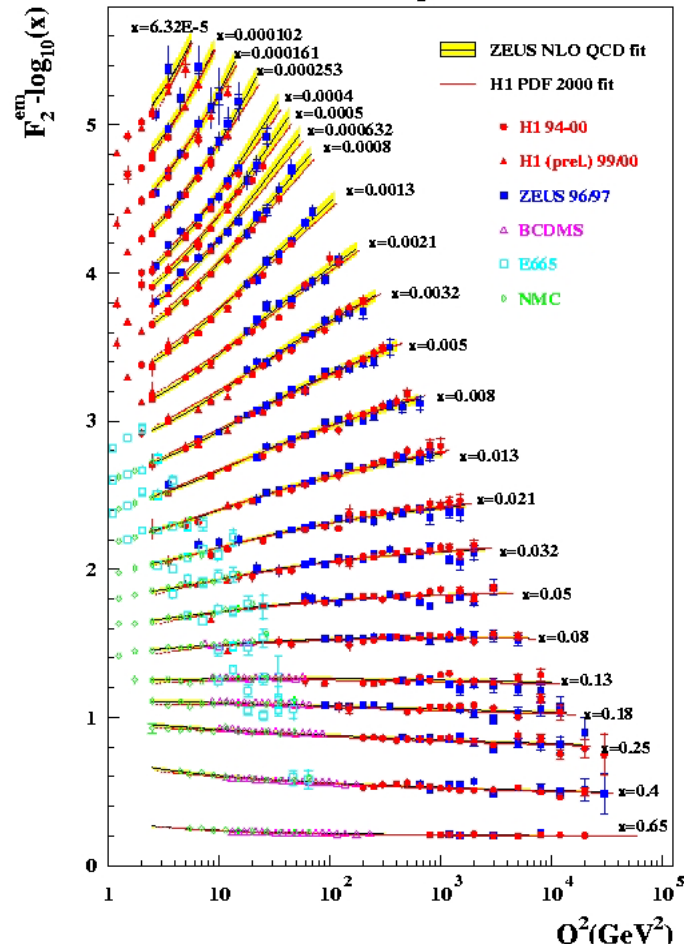 F₂ᵉᵐ -log₁₀(x)
x=6.32E-5
x=0.000102
x=0.000161
x=0.000253
x=0.0004
x=0.0005
x=0.000632
x=0.0008
x=0.0013
x=0.0021
x=0.0032
x=0.005
x=0.008
x=0.013
x=0.021
x=0.032
x=0.05
x=0.08
x=0.13
x=0.18
x=0.25
x=0.4
x=0.65
ZEUS NLO QCD fit
H1 PDF 2000 fit
H1 94-00
H1 (prel.) 99/00
ZEUS 96/97
BCDMS
E665
NMC
5
4
3
2
1
0
1 10 10² 10³ 10⁴ 10⁵
Q²(GeV²)